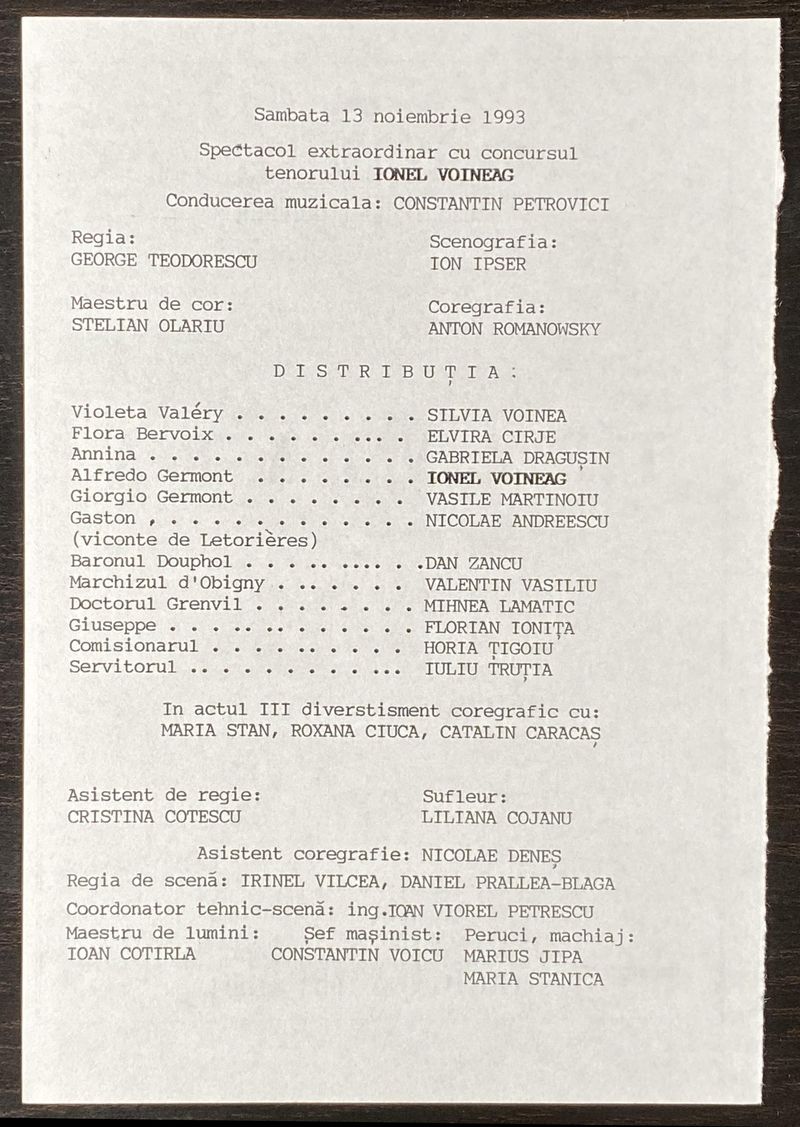 Sambata 13 noiembrie 1993
Spectacol extraordinar cu concursul
tenorului IONEL VOINEAG
Conducerea muzicala: CONSTANTIN PETROVICI
Regia: Scenografia:
GEORGE TEODORESCU ION IPSER
Maestru de cor: Coregrafia:
STELIAN OLARIU ANTON ROMANOWSKY
D I S T R I B U Ț I A :
Violeta Valéry . . . . . . . . . . SILVIA VOINEA
Flora Bervoix . . . . . . . . ... . ELVIRA CIRJE
Annina . . . . . . . . . . . . . . GABRIELA DRAGUȘIN
Alfredo Germont . . . . . . . . IONEL VOINEAG
Giorgio Germont . . . . . . . . VASILE MARTINOIU
Gaston , . . . . . . . . . . . . . NICOLAE ANDREESCU
(viconte de Letorières)
Baronul Douphol . . . .. .... . .DAN ZANCU
Marchizul d'Obigny . .. . . . . VALENTIN VASILIU
Doctorul Grenvil . . . . . . . . MIHNEA LAMATIC
Giuseppe . . . .. .. . . . . . . FLORIAN IONIȚA
Comisionarul . . . . .. . . . . HORIA ȚIGOIU
Servitorul .. . . . . . . . ... IULIU TRUȚIA
In actul III diverstisment coregrafic cu:
MARIA STAN, ROXANA CIUCA, CATALIN CARACAȘ
Asistent de regie: Sufleur:
CRISTINA COTESCU LILIANA COJANU
Asistent coregrafie: NICOLAE DENEȘ
Regia de scenă: IRINEL VILCEA, DANIEL PRALLEA-BLAGA
Coordonator tehnic-scenă: ing.IOAN VIOREL PETRESCU
Maestru de lumini: Șef mașinist: Peruci, machiaj:
IOAN COTIRLA CONSTANTIN VOICU MARIUS JIPA
MARIA STANICA